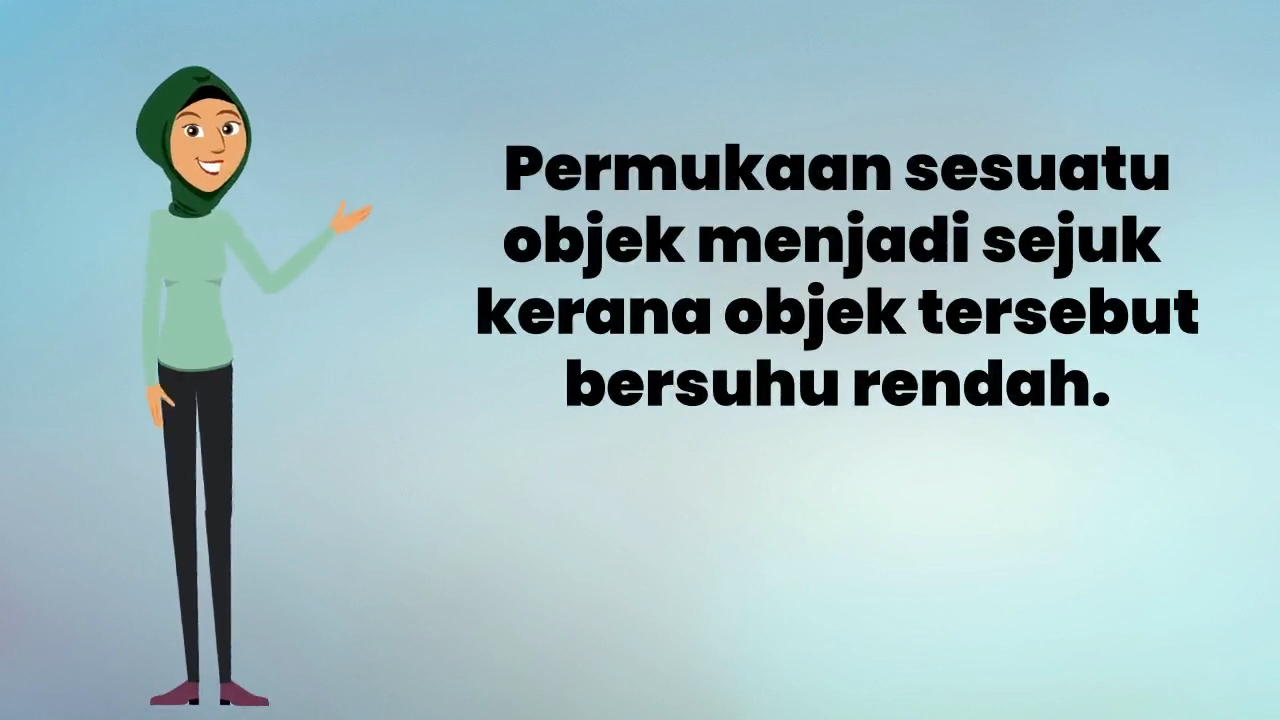 Permukaan sesuatu
objek menjadi sejuk
kerana objek tersebut
bersuhu rendah.